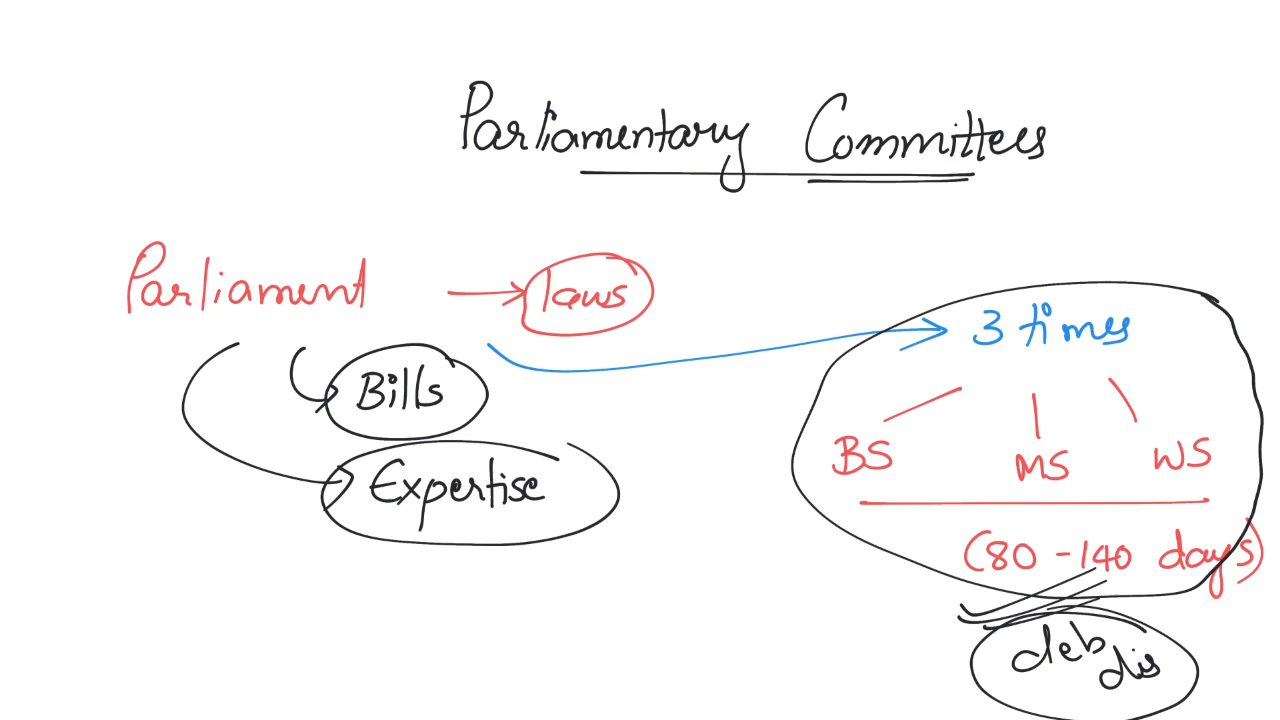 Parliamentary Committees
Parliament → laws
3 times
Bills
BS MS WS
Expertise
(80 - 140 days)
deb
dis